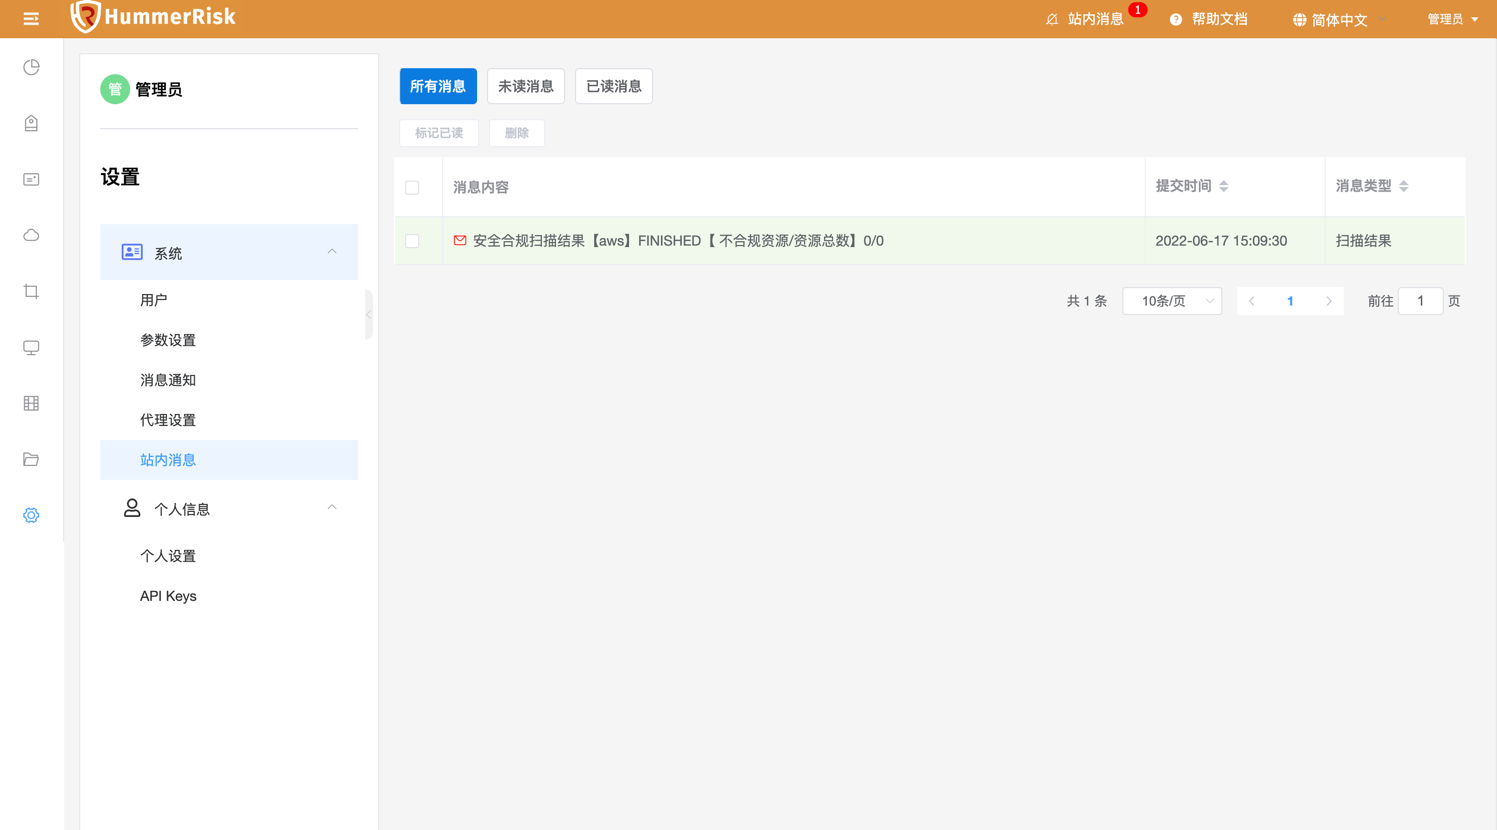 HummerRisk
站内消息 1
帮助文档
简体中文
管理员
管 管理员
设置
系统
用户
参数设置
消息通知
代理设置
站内消息
个人信息
个人设置
API Keys
所有消息 未读消息 已读消息
标记已读 删除
消息内容 提交时间 消息类型
安全合规扫描结果【aws】FINISHED【 不合规资源/资源总数】0/0 2022-06-17 15:09:30 扫描结果
共 1 条 10条/页 1 前往 1 页